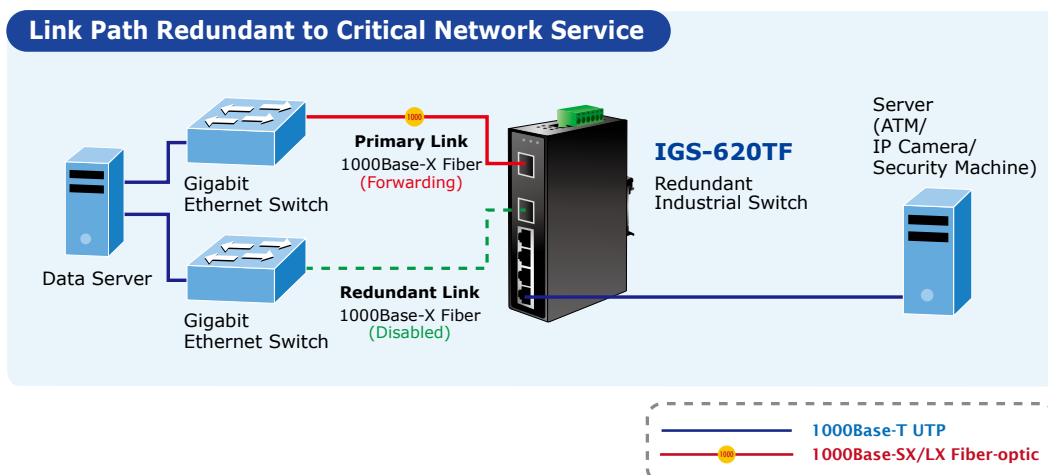 Link Path Redundant to Critical Network Service
1000
Primary Link
1000Base-X Fiber
(Forwarding)
Gigabit
Ethernet Switch
Data Server
Redundant Link
1000Base-X Fiber
(Disabled)
Gigabit
Ethernet Switch
IGS-620TF
Redundant
Industrial Switch
Server
(ATM/
IP Camera/
Security Machine)
1000Base-T UTP
1000
1000Base-SX/LX Fiber-optic